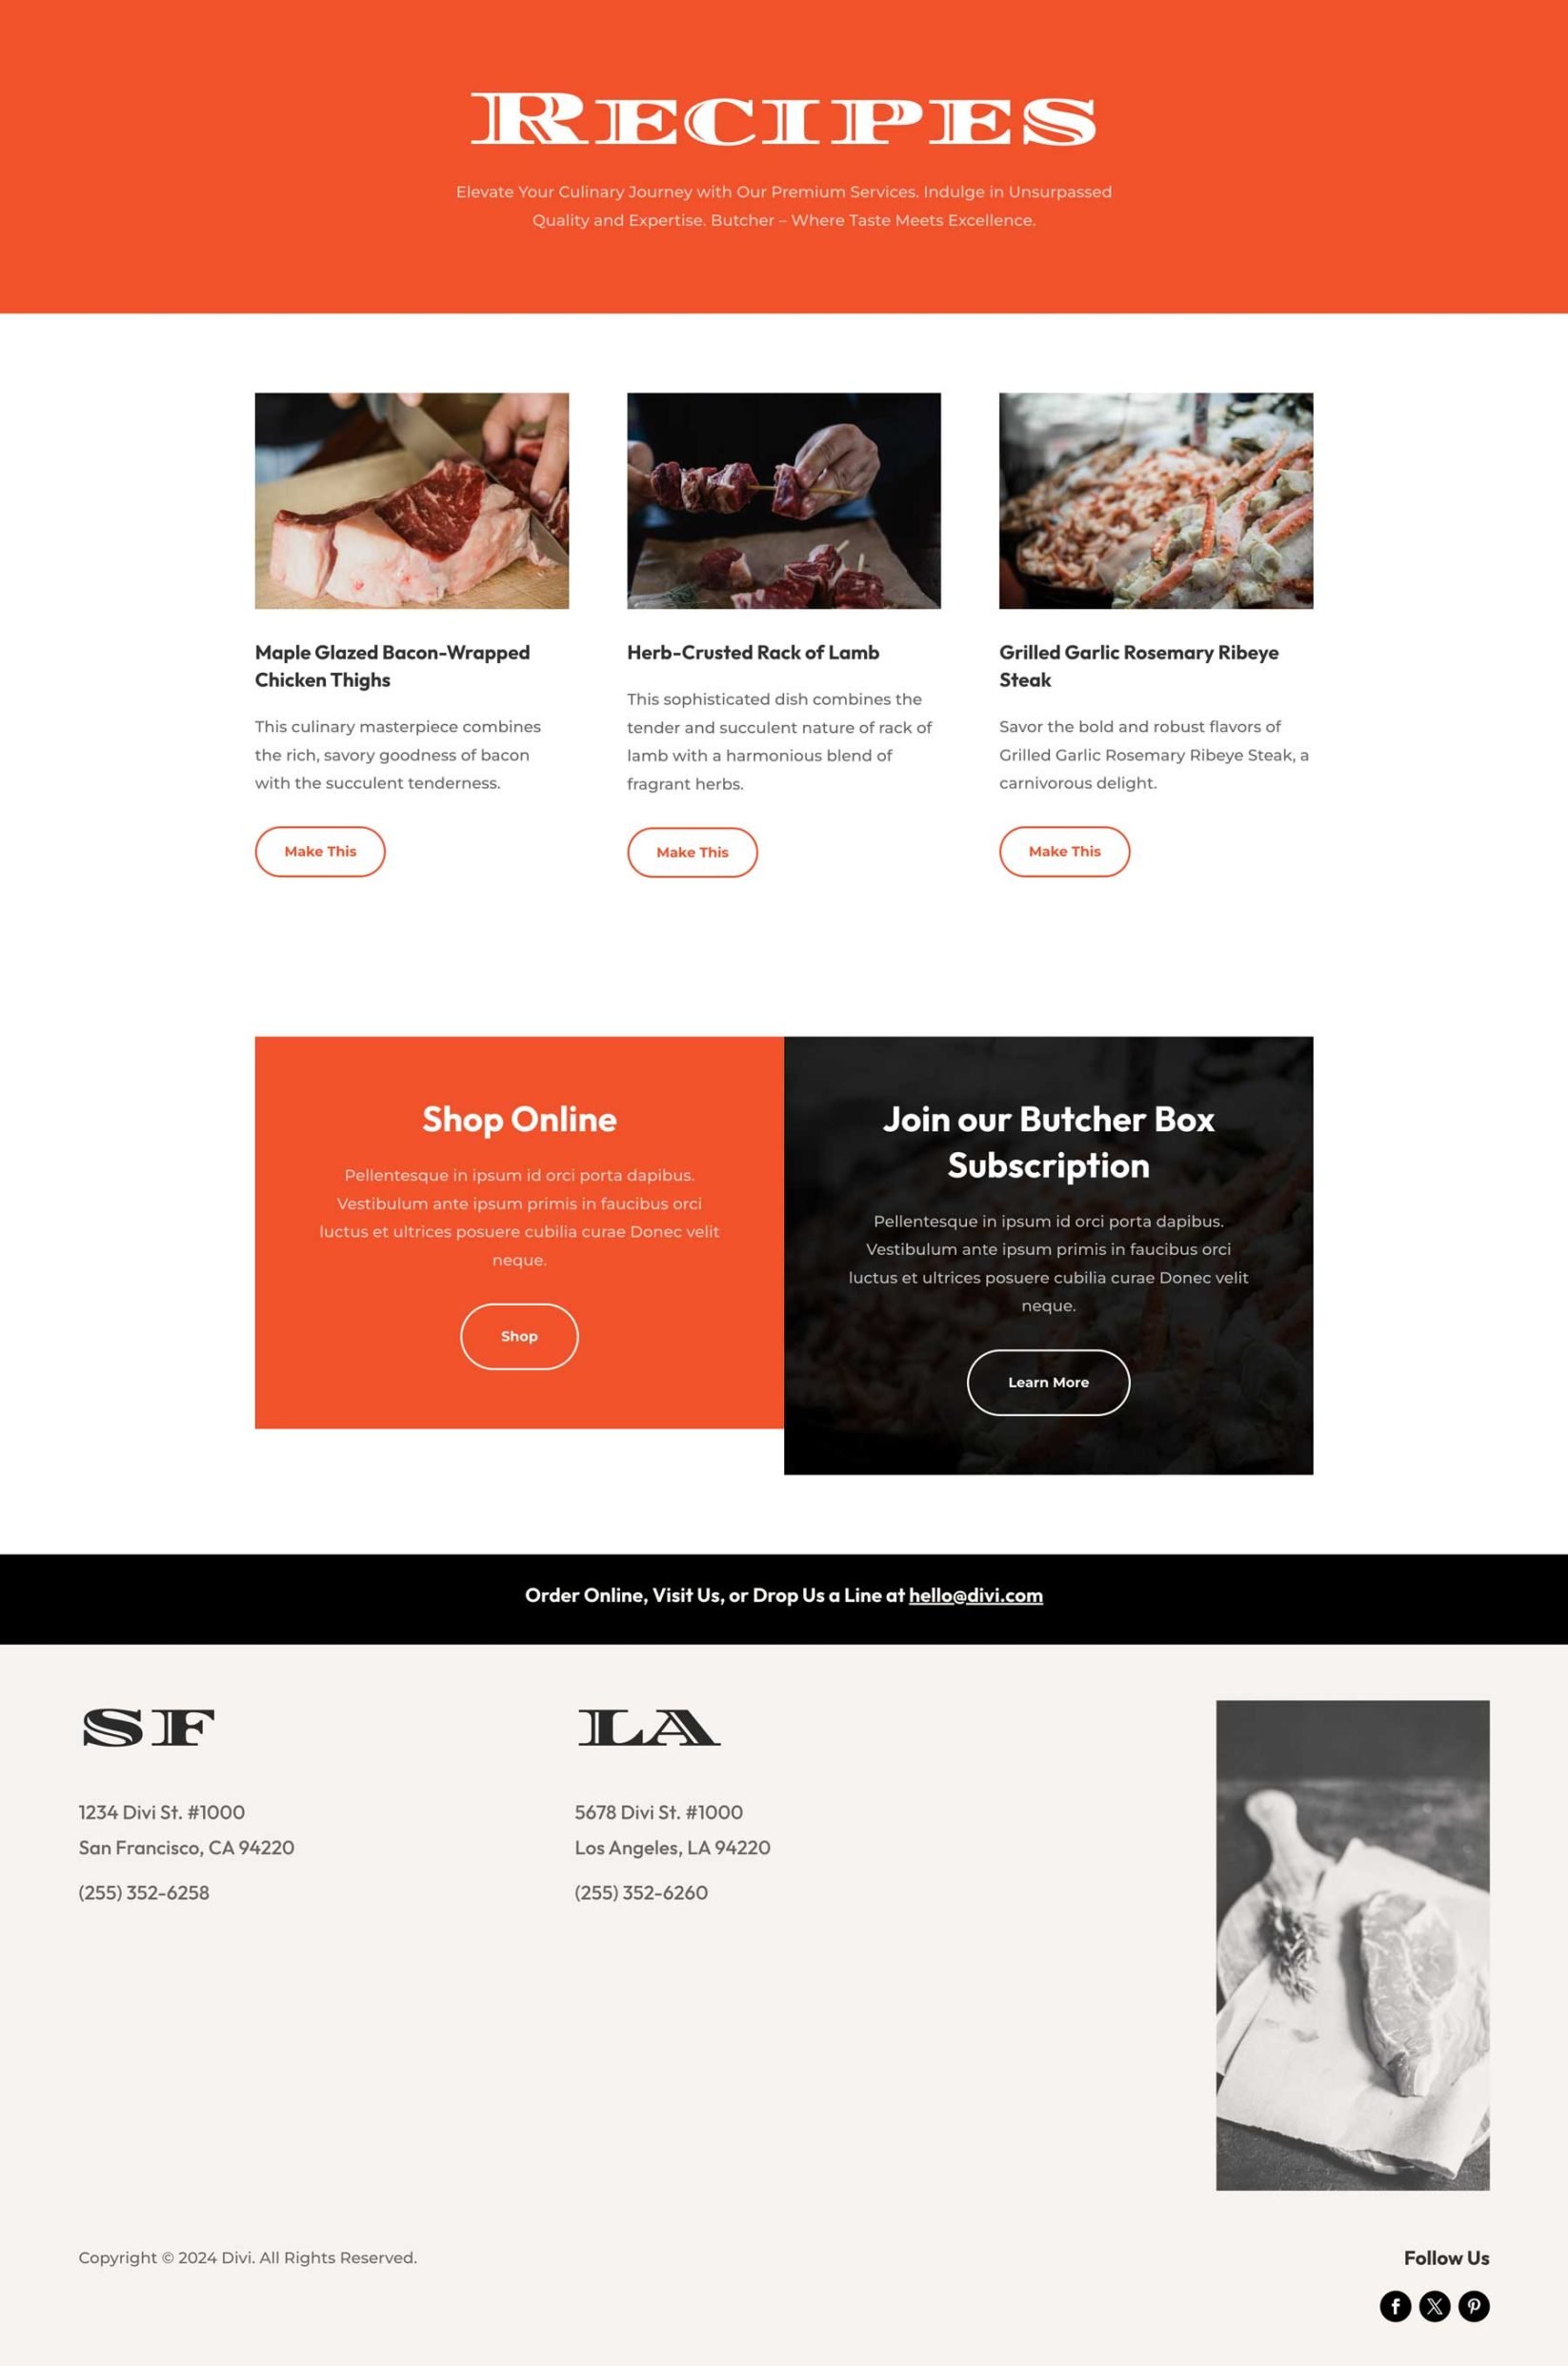 Recipes
Elevate Your Culinary Journey with Our Premium Services. Indulge in Unsurpassed
Quality and Expertise. Butcher – Where Taste Meets Excellence.
Maple Glazed Bacon-Wrapped
Chicken Thighs
This culinary masterpiece combines
the rich, savory goodness of bacon
with the succulent tenderness.
Make This
Herb-Crusted Rack of Lamb
This sophisticated dish combines the
tender and succulent nature of rack of
lamb with a harmonious blend of
fragrant herbs.
Make This
Grilled Garlic Rosemary Ribeye
Steak
Savor the bold and robust flavors of
Grilled Garlic Rosemary Ribeye Steak, a
carnivorous delight.
Make This
Shop Online
Pellentesque in ipsum id orci porta dapibus.
Vestibulum ante ipsum primis in faucibus orci
luctus et ultrices posuere cubilia curae Donec velit
neque.
Shop
Join our Butcher Box
Subscription
Pellentesque in ipsum id orci porta dapibus.
Vestibulum ante ipsum primis in faucibus orci
luctus et ultrices posuere cubilia curae Donec velit
neque.
Learn More
Order Online, Visit Us, or Drop Us a Line at hello@divi.com
SF
1234 Divi St. #1000
San Francisco, CA 94220
(255) 352-6258
LA
5678 Divi St. #1000
Los Angeles, LA 94220
(255) 352-6260
Copyright © 2024 Divi. All Rights Reserved.
Follow Us